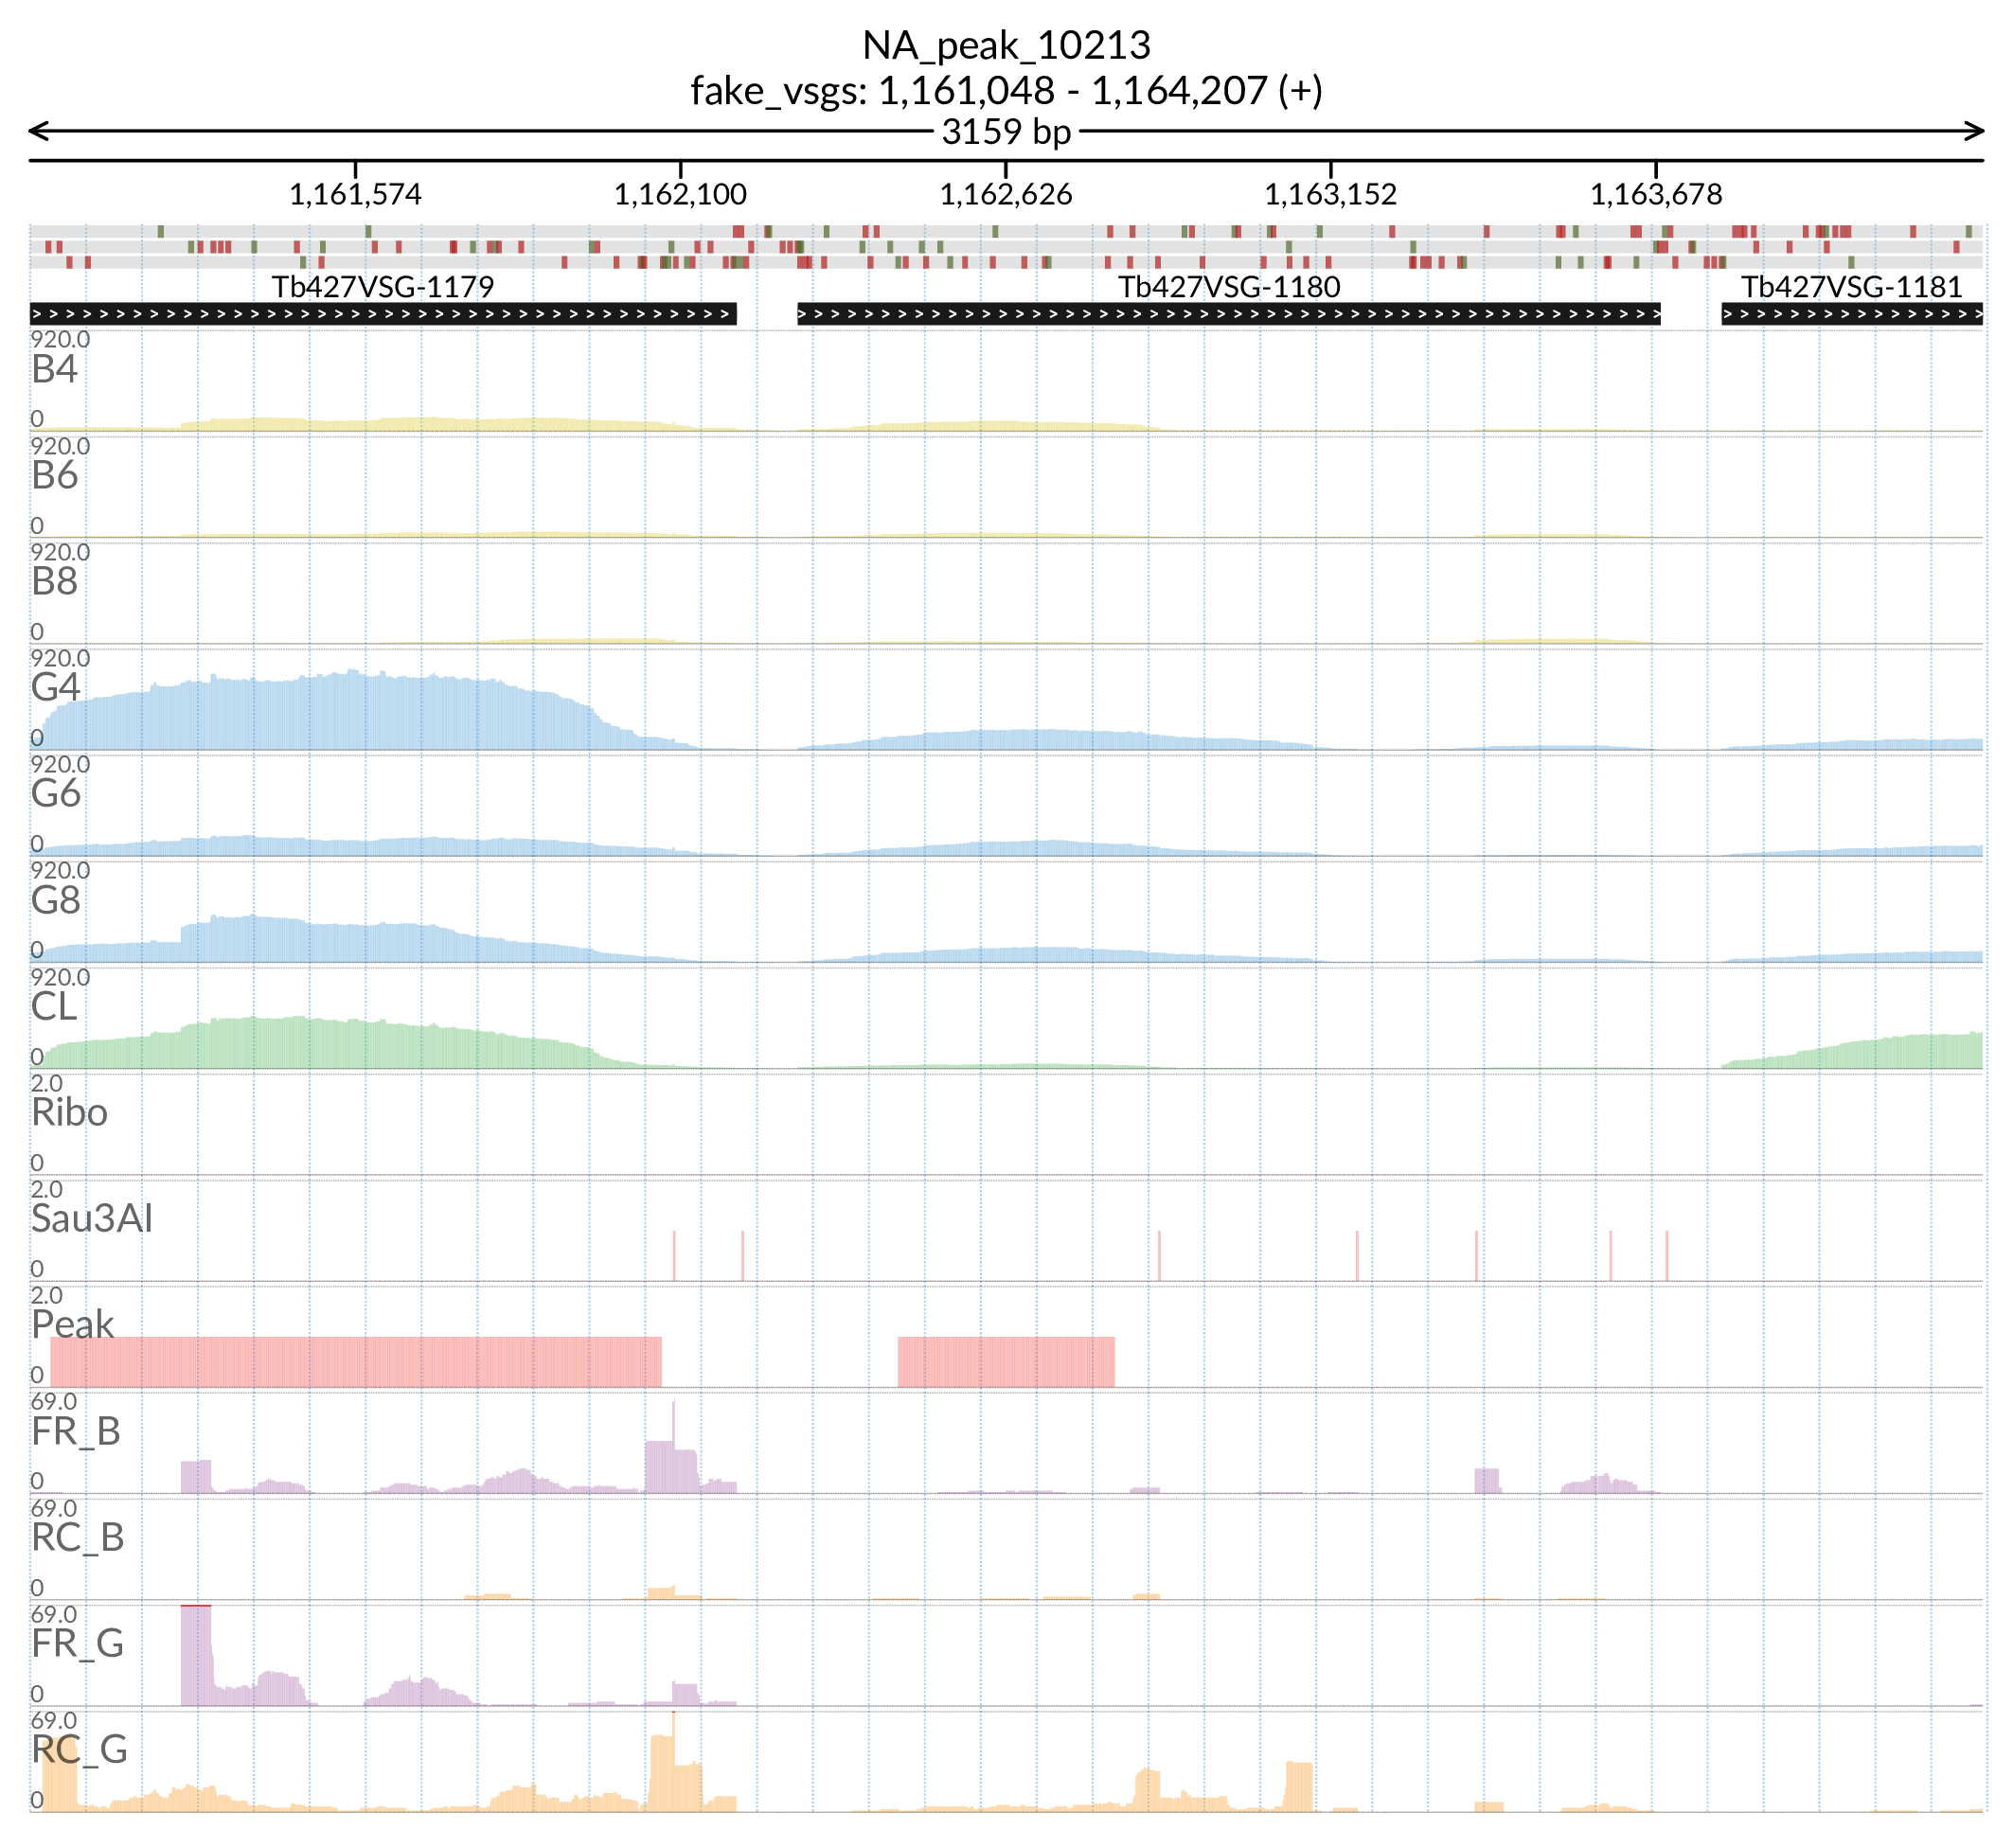 NA_peak_10213
fake_vsgs: 1,161,048 - 1,164,207 (+)
3159 bp
1,161,574 1,162,100 1,162,626 1,163,152 1,163,678
Tb427VSG-1179 Tb427VSG-1180 Tb427VSG-1181
920.0
B4
0
920.0
B6
0
920.0
B8
0
920.0
G4
0
920.0
G6
0
920.0
G8
0
920.0
CL
0
2.0
Ribo
0
2.0
Sau3AI
0
2.0
Peak
0
69.0
FR_B
0
69.0
RC_B
0
69.0
FR_G
0
69.0
RC_G
0